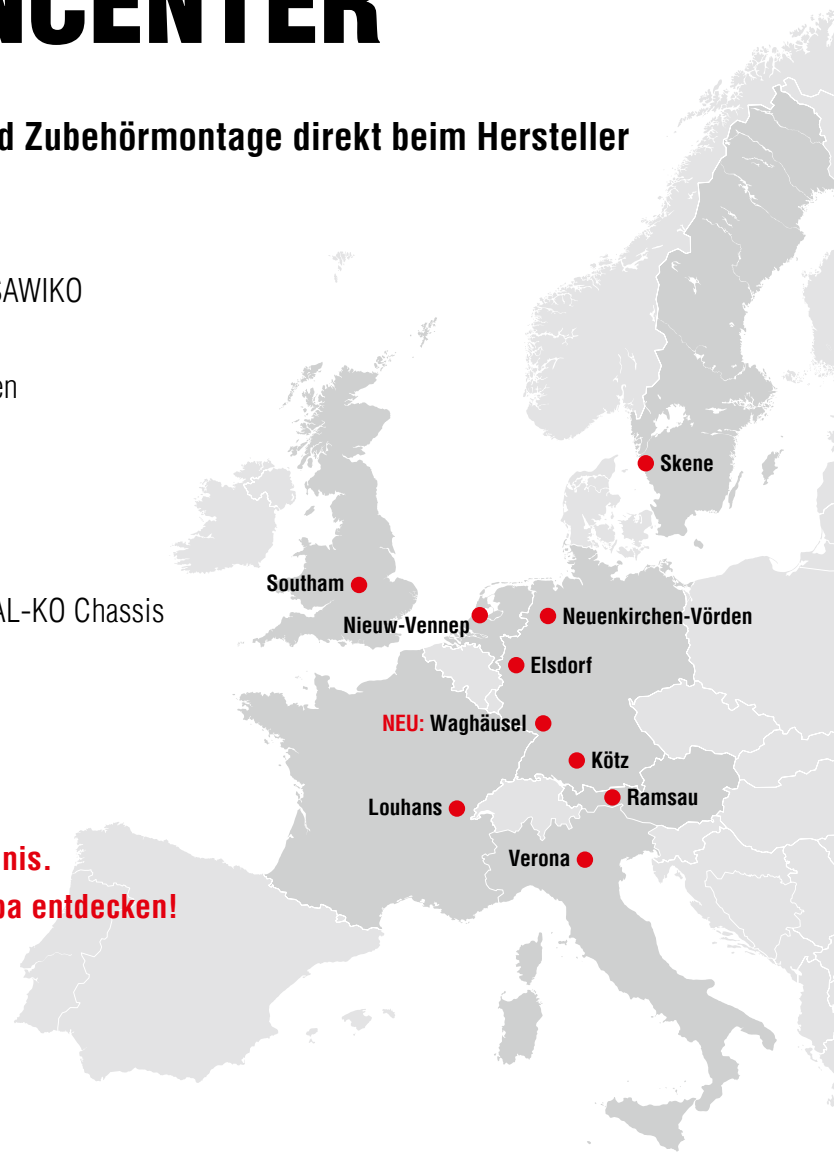 NCENTER
d Zubehörmontage direkt beim Hersteller
SAWIKO
en
AL-KO Chassis
nis.
pa entdecken!
Skene
Southam
Nieuw-Vennep
Neuenkirchen-Vörden
Elsdorf
NEU: Waghäusel
Kötz
Ramsau
Louhans
Verona